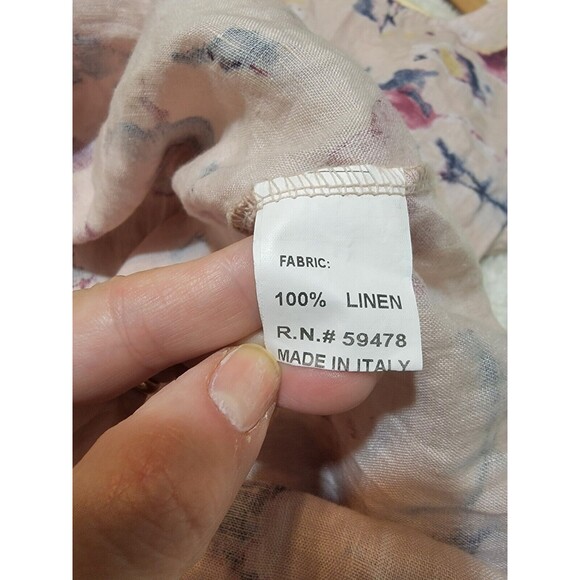 FABRIC:
100% LINEN
R.N.# 59478
MADE IN ITALY